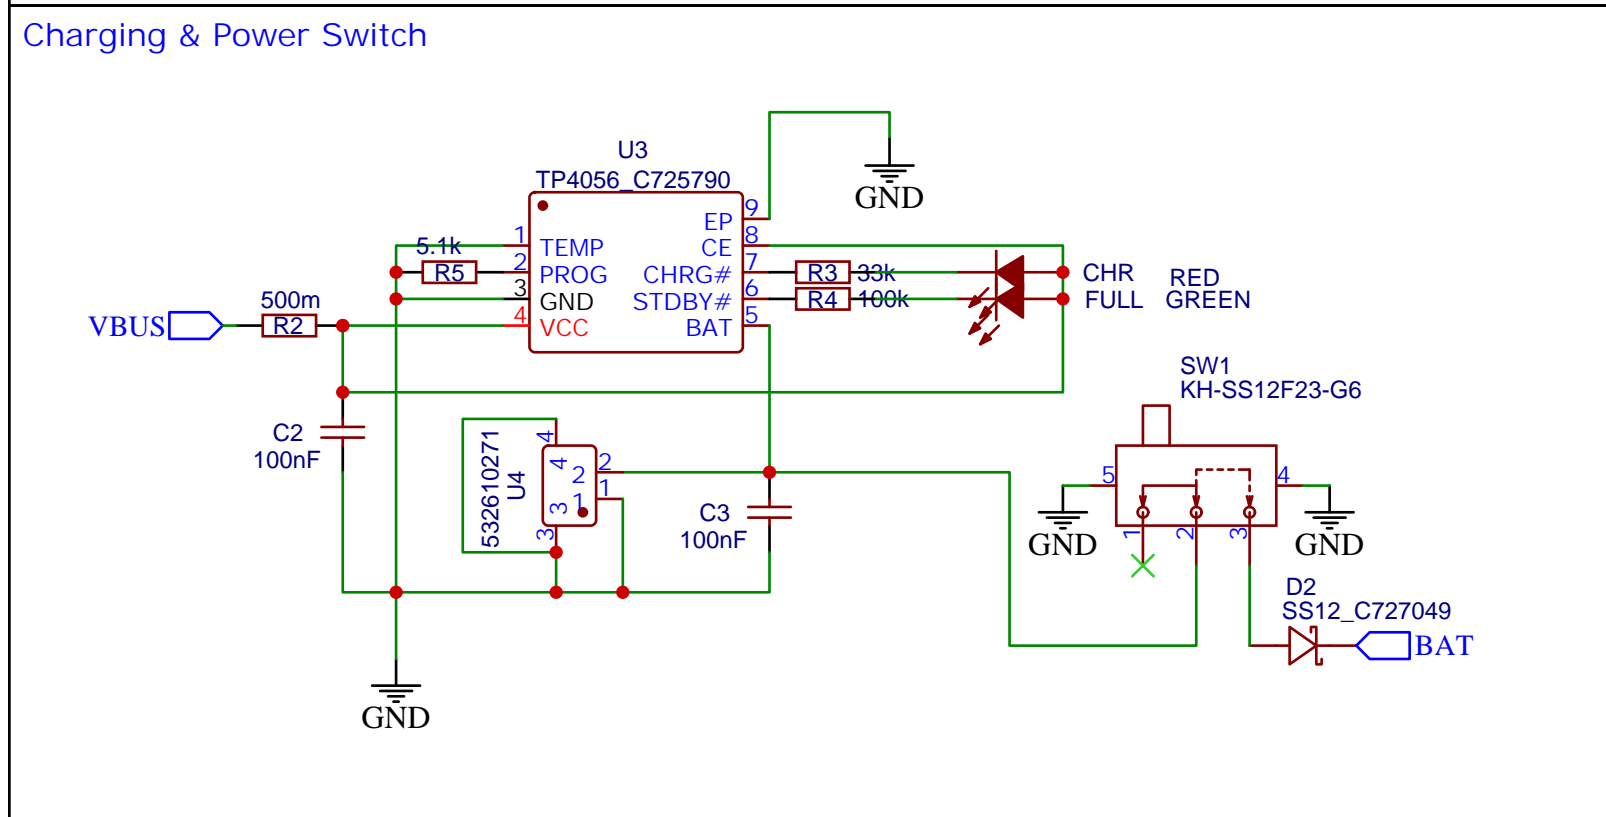 Charging & Power Switch
U3
TP4056_C725790
GND
EP 9
1 TEMP
CE 8
5.1k
R5
2 PROG
CHRG# 7
R3 33k
CHR RED
3 GND
STDBY# 6
R4 100k
FULL GREEN
500m
VBUS
R2
4 VCC
BAT 5
SW1
KH-SS12F23-G6
C2
100nF
532610271
U4
4
4
2 2
1 1
3
3
C3
100nF
5
4
1
2
3
GND
GND
D2
SS12_C727049
BAT
GND